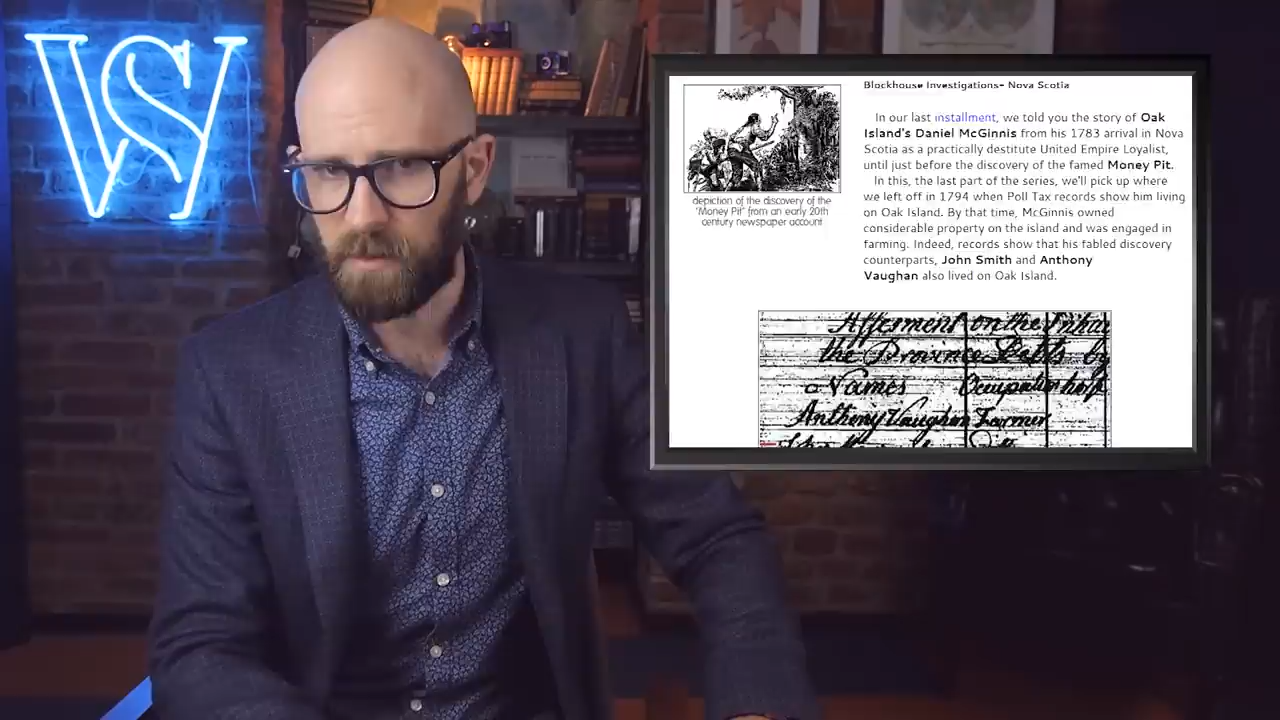 VS
Blockhouse Investigations- Nova Scotia
In our last installment, we told you the story of Oak
Island's Daniel McGinnis from his 1783 arrival in Nova
Scotia as a practically destitute United Empire Loyalist,
until just before the discovery of the famed Money Pit.
In this, the last part of the series, we'll pick up where
we left off in 1794 when Poll Tax records show him living
on Oak Island. By that time, McGinnis owned
considerable property on the island and was engaged in
farming. Indeed, records show that his fabled discovery
counterparts, John Smith and Anthony
Vaughan also lived on Oak Island.
depiction of the discovery of the
"Money Pit" from an early 20th
century newspaper account
on the Inhar
the Province
Names Occupation
Anthony Vaughan Farmer